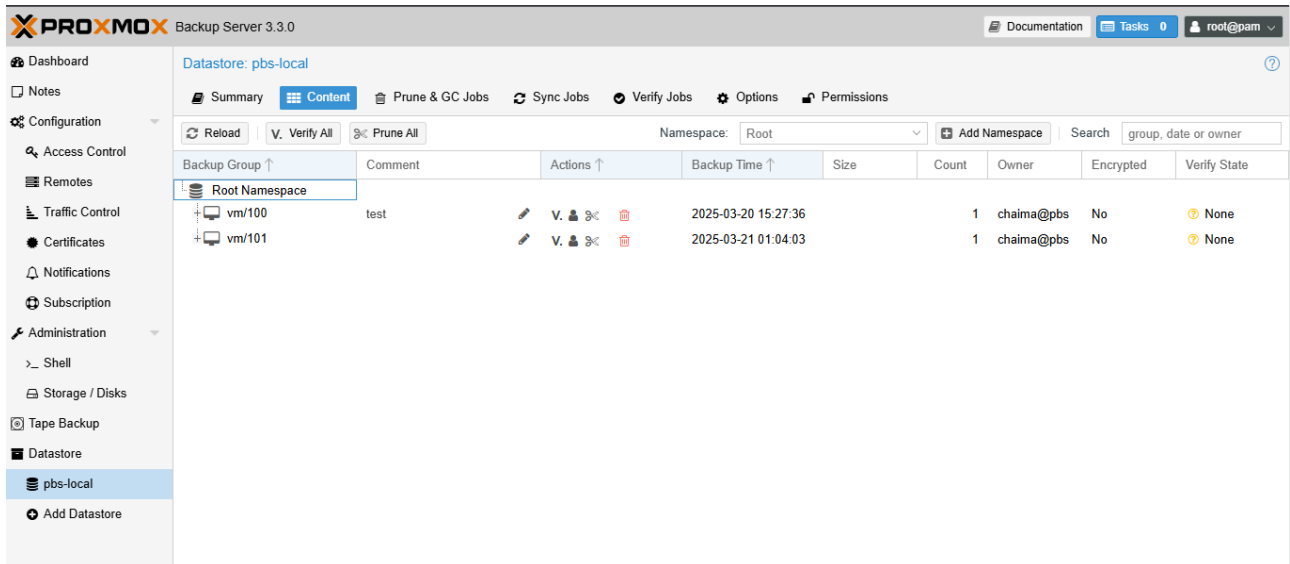 PROXMOX Backup Server 3.3.0 Documentation Tasks 0 root@pam
Dashboard
Notes
Configuration
Access Control
Remotes
Traffic Control
Certificates
Notifications
Subscription
Administration
>_ Shell
Storage / Disks
Tape Backup
Datastore
pbs-local
Add Datastore
Datastore: pbs-local
Summary Content Prune & GC Jobs Sync Jobs Verify Jobs Options Permissions
Reload V. Verify All Prune All Namespace: Root Add Namespace Search group, date or owner
Backup Group ↑ Comment Actions ↑ Backup Time ↑ Size Count Owner Encrypted Verify State
Root Namespace
vm/100 test V. 2025-03-20 15:27:36 1 chaima@pbs No None
vm/101 V. 2025-03-21 01:04:03 1 chaima@pbs No None